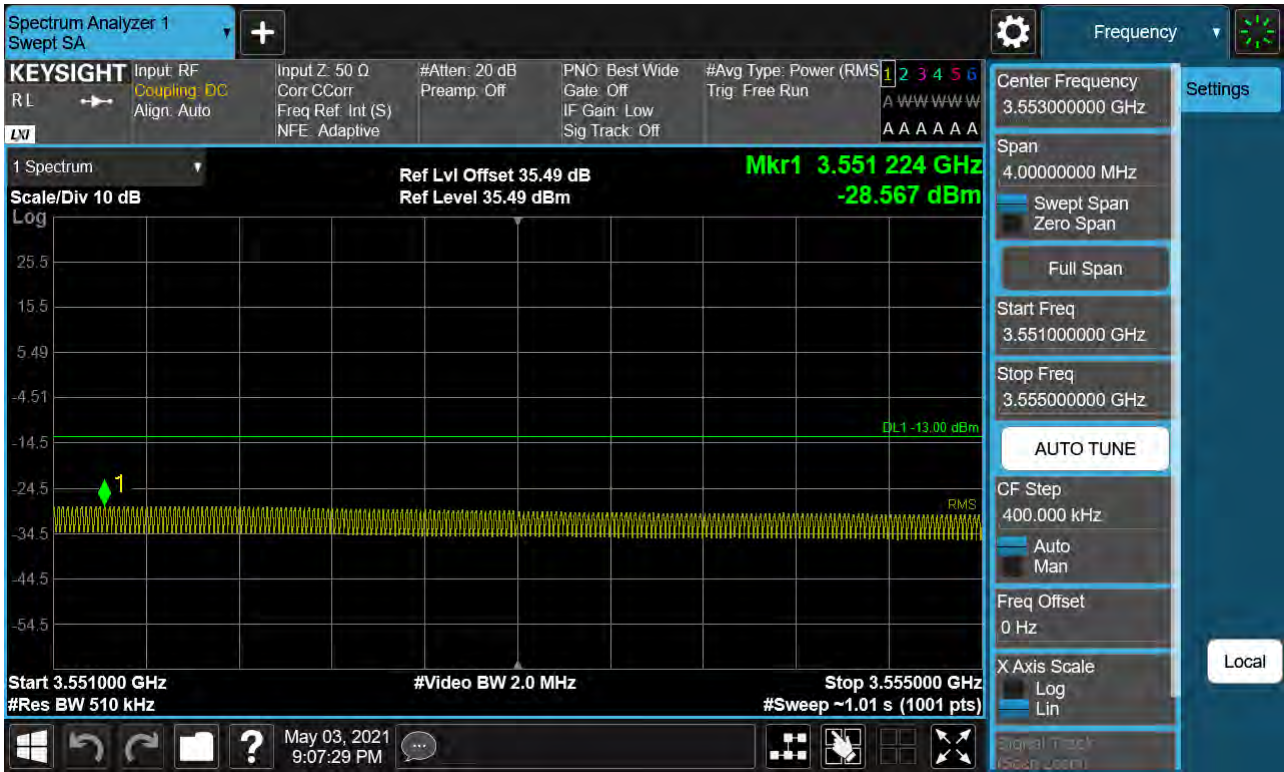 Spectrum Analyzer 1
Swept SA
+
Frequency
KEYSIGHT
RL
LXI
Input: RF
Coupling: DC
Align: Auto
Input Z: 50 Ω
Corr CCorr
Freq Ref: Int (S)
NFE: Adaptive
#Atten: 20 dB
Preamp: Off
PNO: Best Wide
Gate: Off
IF Gain: Low
Sig Track: Off
#Avg Type: Power (RMS
Trig: Free Run
1 2 3 4 5 6
A W W W W W
A A A A A A
1 Spectrum
Scale/Div 10 dB
Log
Ref Lvl Offset 35.49 dB
Ref Level 35.49 dBm
Mkr1 3.551 224 GHz
-28.567 dBm
25.5
15.5
5.49
-4.51
DL1 -13.00 dBm
-14.5
1
-24.5
RMS
-34.5
-44.5
-54.5
Start 3.551000 GHz
#Video BW 2.0 MHz
Stop 3.555000 GHz
#Res BW 510 kHz
#Sweep ~1.01 s (1001 pts)
Center Frequency
3.553000000 GHz
Settings
Span
4.00000000 MHz
Swept Span
Zero Span
Full Span
Start Freq
3.551000000 GHz
Stop Freq
3.555000000 GHz
AUTO TUNE
CF Step
400.000 kHz
Auto
Man
Freq Offset
0 Hz
X Axis Scale
Log
Lin
Local
Signal Track
(Span Zoom)
?
May 03, 2021
9:07:29 PM